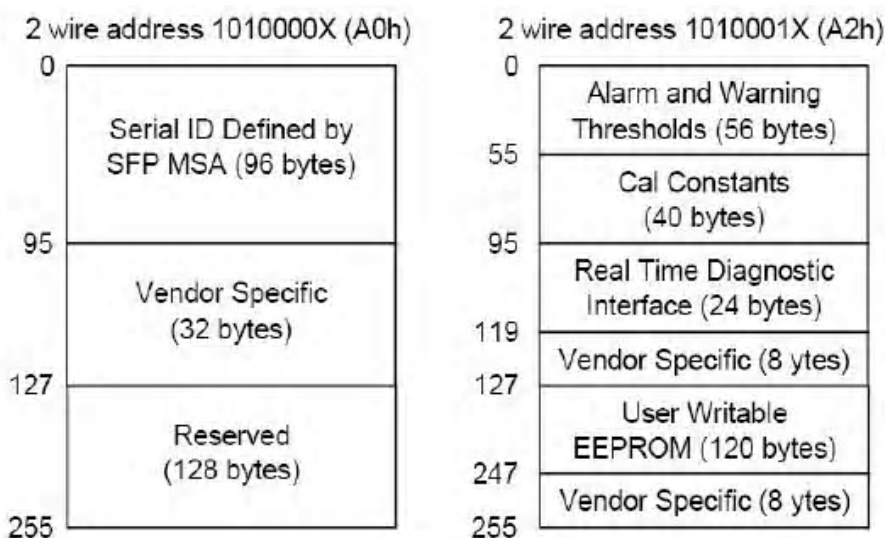 2 wire address 1010000X (A0h)
0
Serial ID Defined by
SFP MSA (96 bytes)
95
Vendor Specific
(32 bytes)
127
Reserved
(128 bytes)
255
2 wire address 1010001X (A2h)
0
Alarm and Warning
Thresholds (56 bytes)
55
Cal Constants
(40 bytes)
95
Real Time Diagnostic
Interface (24 bytes)
119
Vendor Specific (8 ytes)
127
User Writable
EEPROM (120 bytes)
247
Vendor Specific (8 ytes)
255